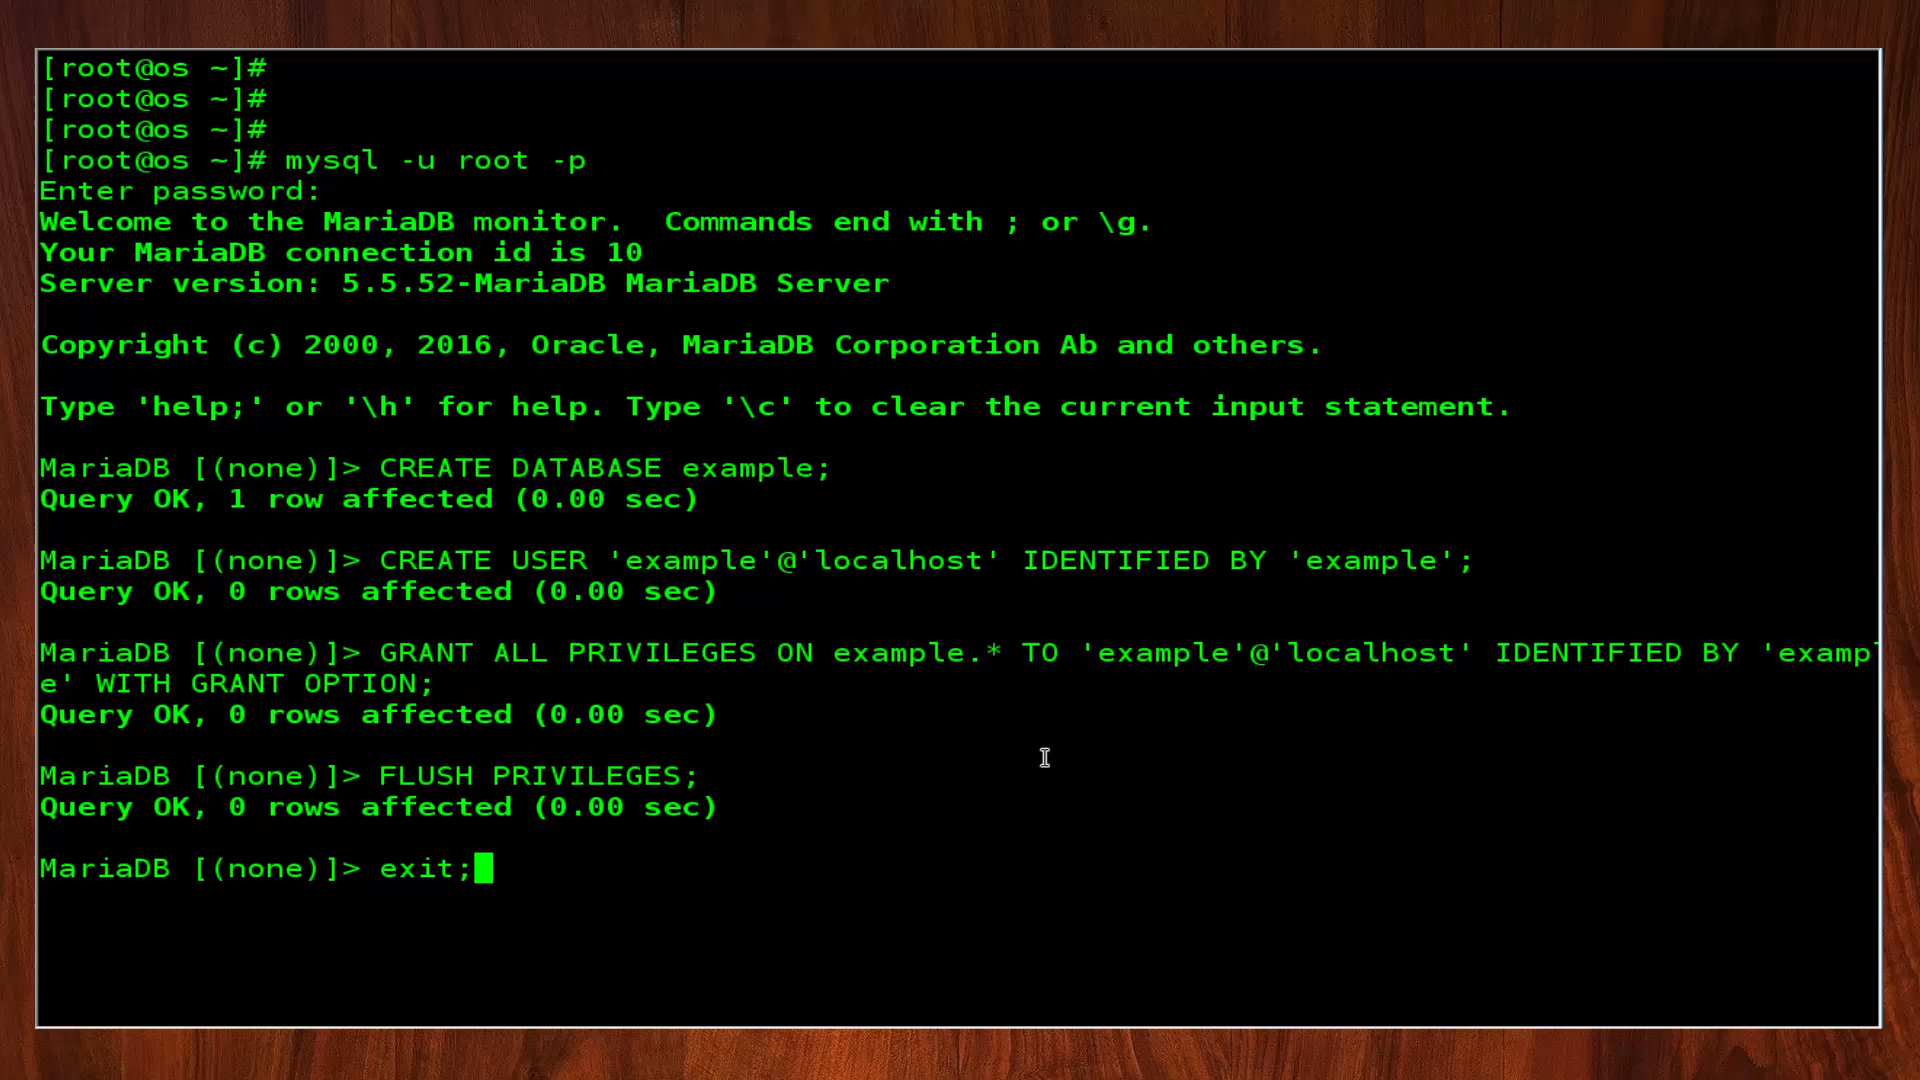 [root@os ~]#
[root@os ~]#
[root@os ~]#
[root@os ~]# mysql -u root -p
Enter password:
Welcome to the MariaDB monitor.  Commands end with ; or \g.
Your MariaDB connection id is 10
Server version: 5.5.52-MariaDB MariaDB Server
Copyright (c) 2000, 2016, Oracle, MariaDB Corporation Ab and others.
Type 'help;' or '\h' for help. Type '\c' to clear the current input statement.
MariaDB [(none)]> CREATE DATABASE example;
Query OK, 1 row affected (0.00 sec)
MariaDB [(none)]> CREATE USER 'example'@'localhost' IDENTIFIED BY 'example';
Query OK, 0 rows affected (0.00 sec)
MariaDB [(none)]> GRANT ALL PRIVILEGES ON example.* TO 'example'@'localhost' IDENTIFIED BY 'exampl
e' WITH GRANT OPTION;
Query OK, 0 rows affected (0.00 sec)
MariaDB [(none)]> FLUSH PRIVILEGES;
Query OK, 0 rows affected (0.00 sec)
MariaDB [(none)]> exit;